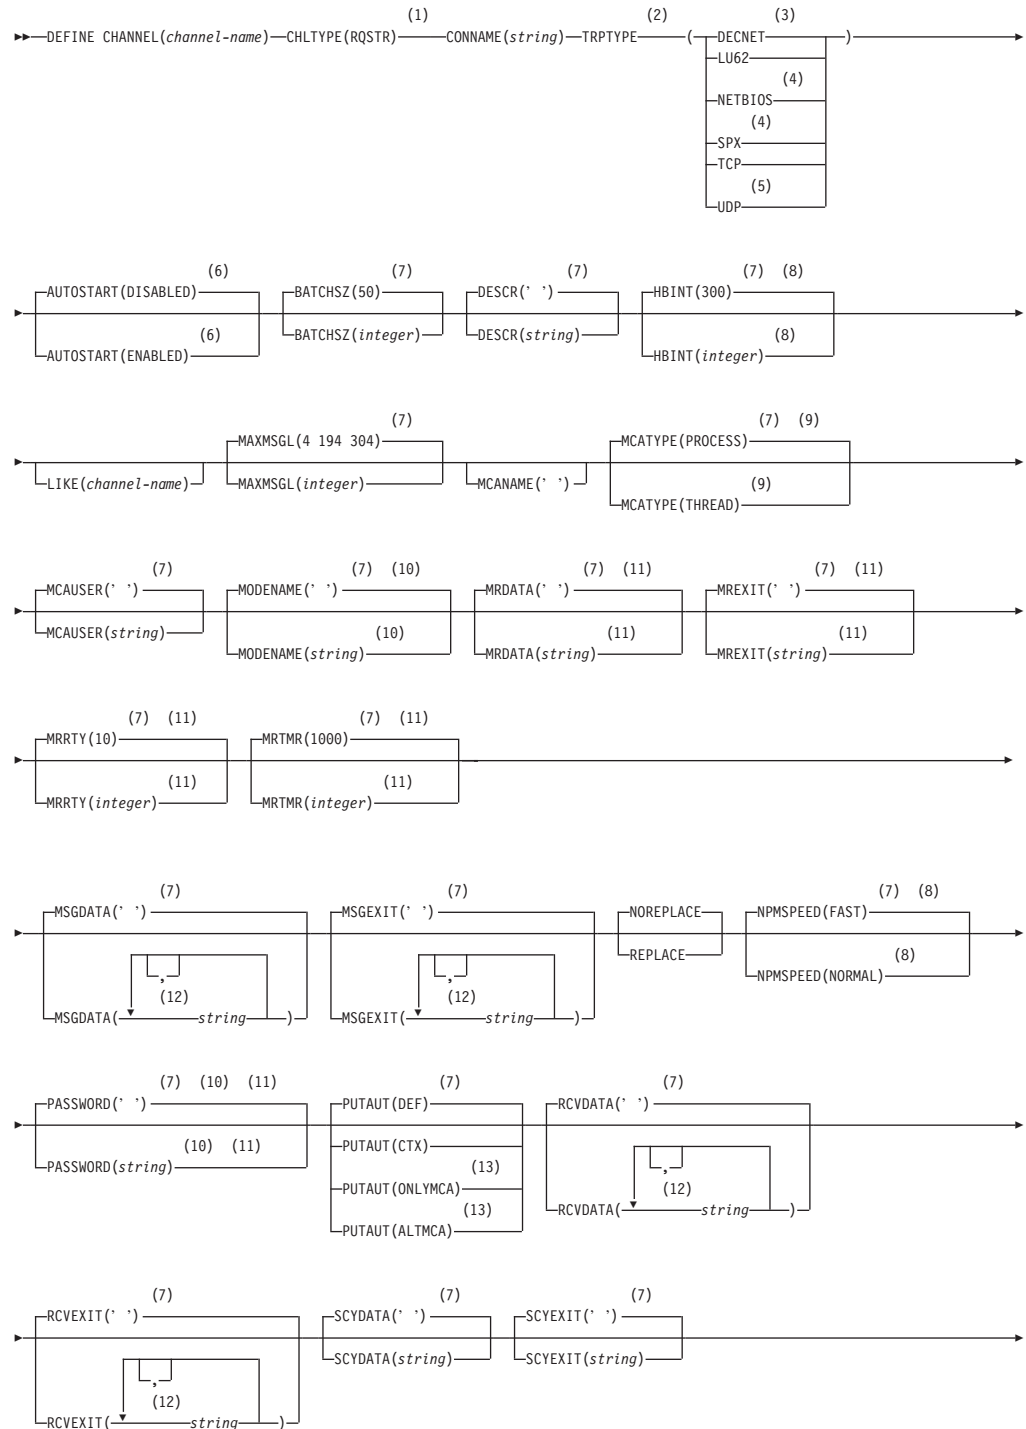 (1) (2) (3)
DEFINE CHANNEL(channel-name) CHLTYPE(RQSTR) CONNAME(string) TRPTYPE ( DECNET )
LU62
(4)
NETBIOS
(4)
SPX
TCP
(5)
UDP
(6) (7) (7) (7) (8)
AUTOSTART(DISABLED) BATCHSZ(50) DESCR(' ') HBINT(300)
(6) BATCHSZ(integer) DESCR(string) (8)
AUTOSTART(ENABLED) HBINT(integer)
(7) (7) (9)
MAXMSGL(4 194 304) MCATYPE(PROCESS)
LIKE(channel-name) MAXMSGL(integer) MCANAME(' ') (9)
MCATYPE(THREAD)
(7) (7) (10) (7) (11) (7) (11)
MCAUSER(' ') MODENAME(' ') MRDATA(' ') MREXIT(' ')
MCAUSER(string) (10) (11) (11)
MODENAME(string) MRDATA(string) MREXIT(string)
(7) (11) (7) (11)
MRRTY(10) MRTMR(1000)
(11) (11)
MRRTY(integer) MRTMR(integer)
(7) (7) (7) (8)
MSGDATA(' ') MSGEXIT(' ') NOREPLACE NPMSPEED(FAST)
REPLACE (8)
, , NPMSPEED(NORMAL)
(12) (12)
MSGDATA( string ) MSGEXIT( string )
(7) (10) (11) (7) (7)
PASSWORD(' ') PUTAUT(DEF) RCVDATA(' ')
(10) (11) PUTAUT(CTX)
PASSWORD(string) (13) ,
PUTAUT(ONLYMCA) (12)
(13) RCVDATA( string )
PUTAUT(ALTMCA)
(7) (7) (7)
RCVEXIT(' ') SCYDATA(' ') SCYEXIT(' ')
SCYDATA(string) SCYEXIT(string)
,
(12)
RCVEXIT( string )